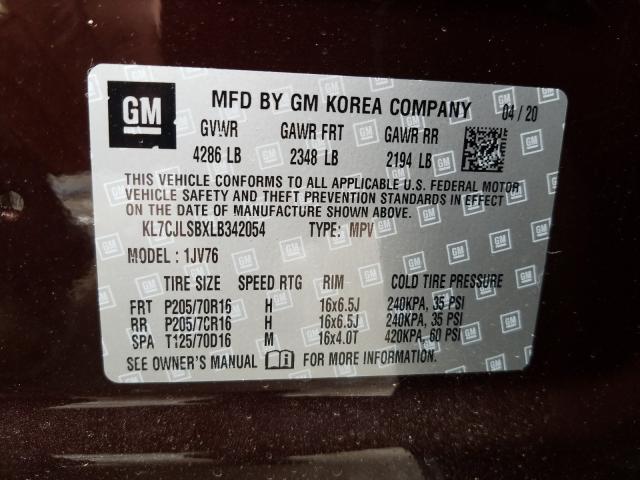 GM
MFD BY GM KOREA COMPANY 04 / 20
GVWR GAWR FRT GAWR RR
4286 LB 2348 LB 2194 LB
THIS VEHICLE CONFORMS TO ALL APPLICABLE U.S. FEDERAL MOTOR
VEHICLE SAFETY AND THEFT PREVENTION STANDARDS IN EFFECT
ON THE DATE OF MANUFACTURE SHOWN ABOVE.
KL7CJLSBXLB342054 TYPE: MPV
MODEL : 1JV76
TIRE SIZE SPEED RTG RIM COLD TIRE PRESSURE
FRT P205/70R16 H 16x6.5J 240KPA, 35 PSI
RR P205/7CR16 H 16x6.5J 240KPA, 35 PSI
SPA T125/70D16 M 16x4.0T 420KPA, 60 PSI
SEE OWNER'S MANUAL FOR MORE INFORMATION.